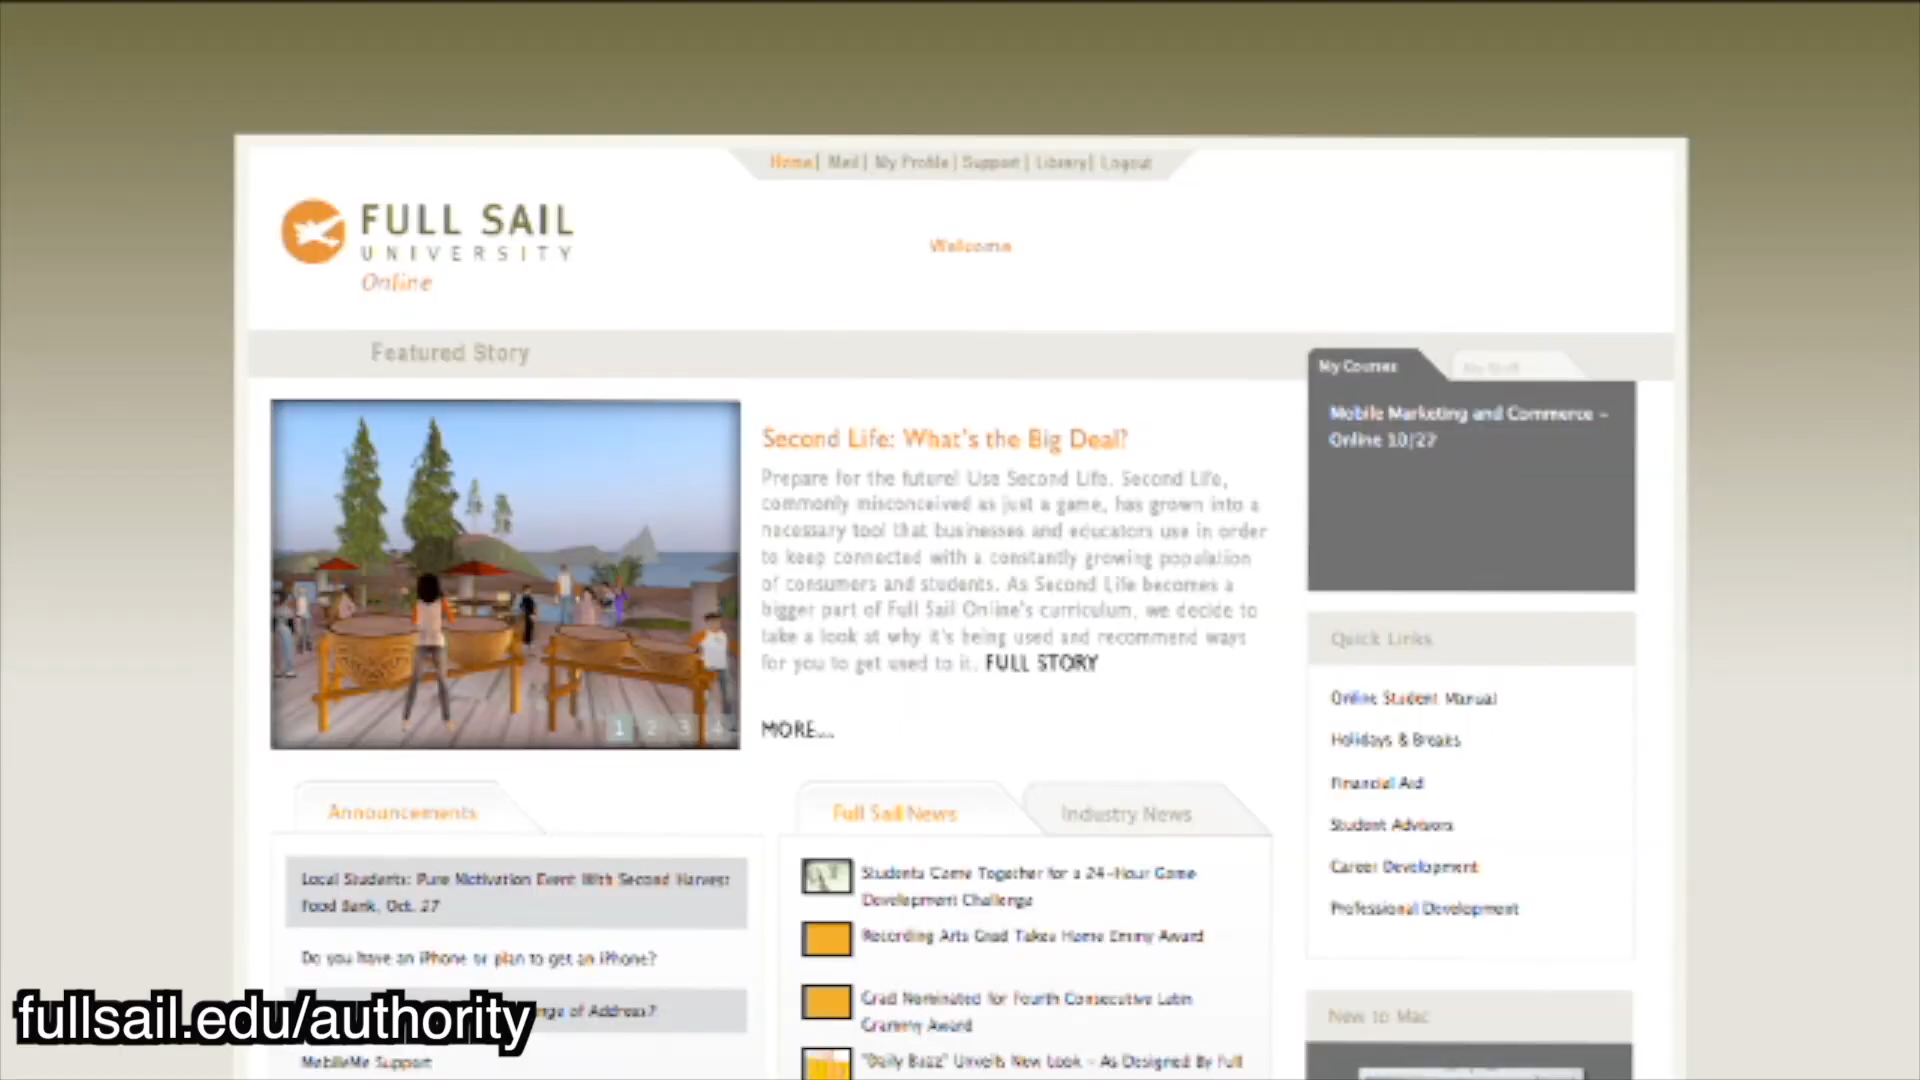 Home| Mail| My Profile| Support| Library| Logout
FULL SAIL
UNIVERSITY
Online
Welcome
Featured Story
My Courses
My Stuff
Mobile Marketing and Commerce -
Online 10/27
Second Life: What's the Big Deal?
Prepare for the future! Use Second Life. Second Life,
commonly misconceived as just a game, has grown into a
necessary tool that businesses and educators use in order
to keep connected with a constantly growing population
of consumers and students. As Second Life becomes a
bigger part of Full Sail Online's curriculum, we decide to
take a look at why it's being used and recommend ways
for you to get used to it. FULL STORY
MORE...
1 2 3 4
Quick Links
Online Student Manual
Holidays & Breaks
Financial Aid
Student Advisors
Career Development
Professional Development
New to Mac
Announcements
Local Students: Pure Motivation Event With Second Harvest
Food Bank, Oct. 27
Do you have an iPhone or plan to get an iPhone?
nge of Address?
MobileMe Support
Full Sail News
Industry News
Students Come Together for a 24-Hour Game
Development Challenge
Recording Arts Grad Takes Home Emmy Award
Grad Nominated for Fourth Consecutive Latin
Grammy Award
"Daily Buzz" Unveils New Look - As Designed By Full
fullsail.edu/authority